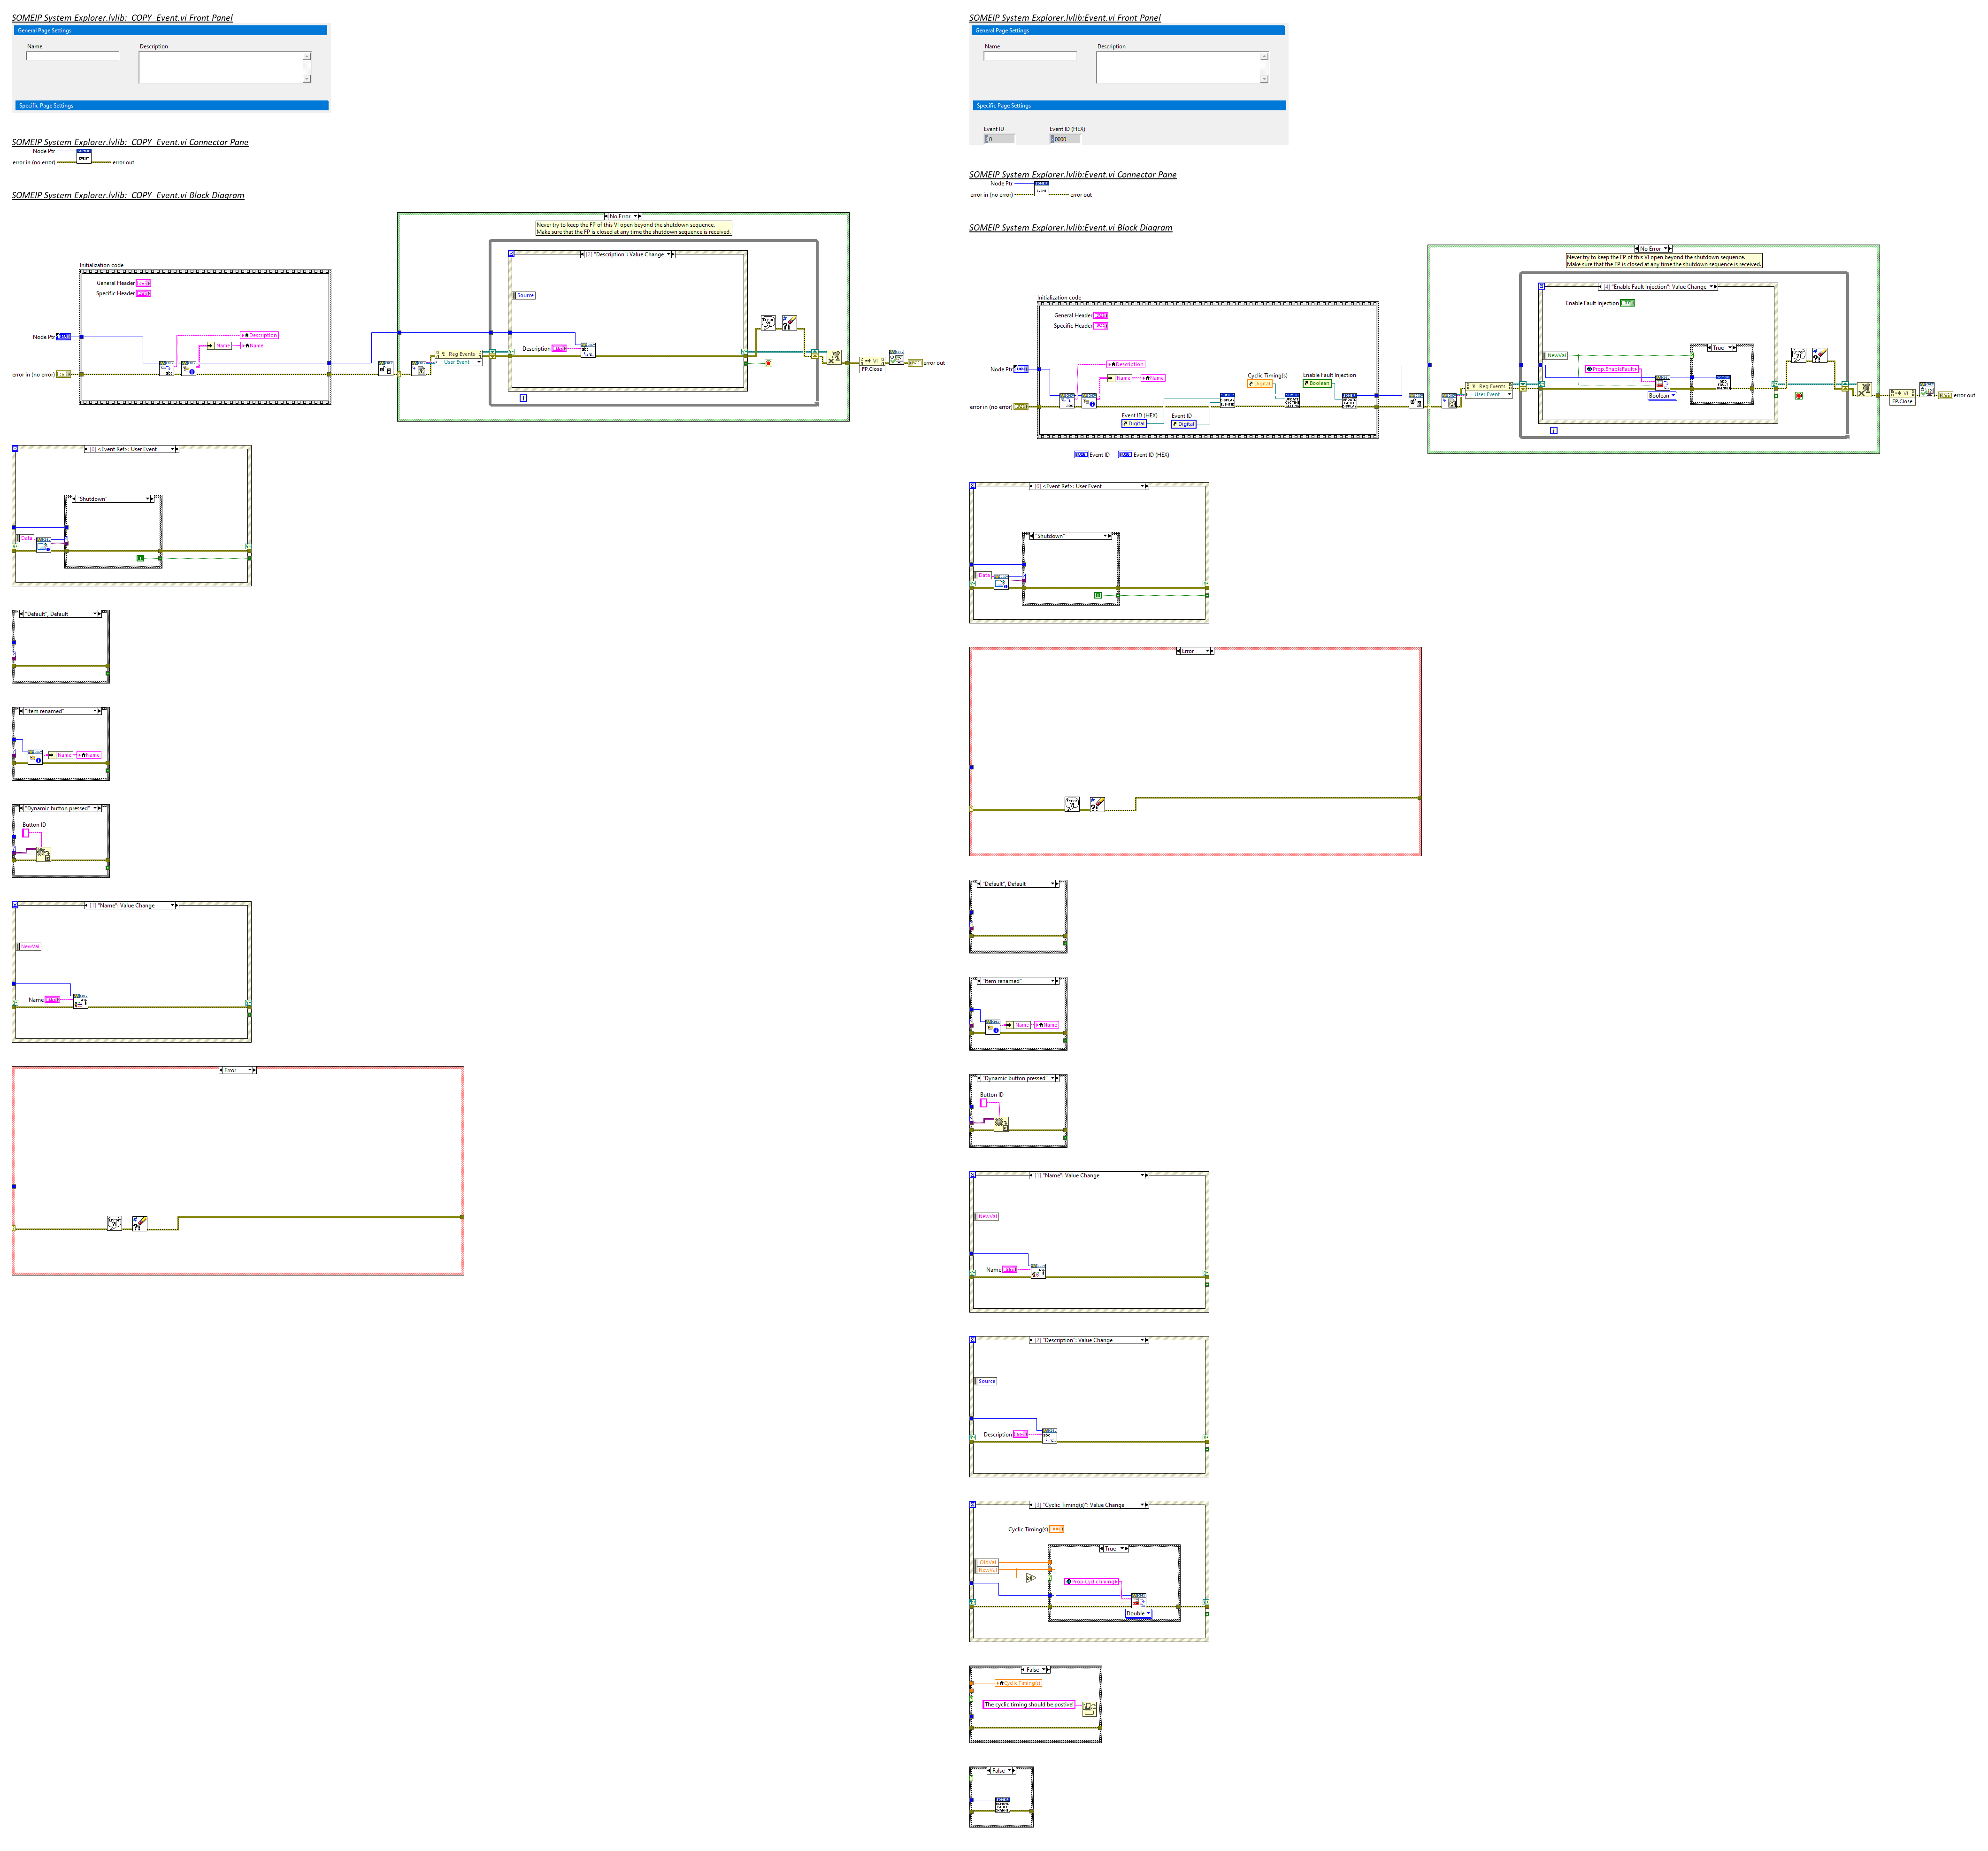 SOMEIP System Explorer.lvlib:_COPY_Event.vi Front Panel
General Page Settings
Name
Description
Specific Page Settings
SOMEIP System Explorer.lvlib:_COPY_Event.vi Connector Pane
Node Ptr
EVENT
error in (no error)
error out
SOMEIP System Explorer.lvlib:_COPY_Event.vi Block Diagram
No Error
Never try to keep the FP of this VI open beyond the shutdown sequence.
Make sure that the FP is closed at any time the shutdown sequence is received.
[2] "Description": Value Change
Initialization code
General Header
Specific Header
Source
Description
Name
Name
Node Ptr
Description
Reg Events
User Event
error in (no error)
VI
FP.Close
error out
[0] <Event Ref>: User Event
"Shutdown"
Data
"Default", Default
"Item renamed"
Name
Name
"Dynamic button pressed"
Button ID
[1] "Name": Value Change
NewVal
Name
Error
SOMEIP System Explorer.lvlib:Event.vi Front Panel
General Page Settings
Name
Description
Specific Page Settings
Event ID
Event ID (HEX)
0
0000
SOMEIP System Explorer.lvlib:Event.vi Connector Pane
Node Ptr
EVENT
error in (no error)
error out
SOMEIP System Explorer.lvlib:Event.vi Block Diagram
No Error
Never try to keep the FP of this VI open beyond the shutdown sequence.
Make sure that the FP is closed at any time the shutdown sequence is received.
[4] "Enable Fault Injection": Value Change
Enable Fault Injection
Initialization code
General Header
Specific Header
True
NewVal
Description
Node Ptr
Name
Name
Cyclic Timing(s)
Digital
Enable Fault Injection
Boolean
Prop.EnableFault
Reg Events
User Event
Boolean
error in (no error)
Event ID (HEX)
Digital
Event ID
Digital
VI
FP.Close
error out
Event ID
Event ID (HEX)
[0] <Event Ref>: User Event
"Shutdown"
Data
Error
"Default", Default
"Item renamed"
Name
Name
"Dynamic button pressed"
Button ID
[1] "Name": Value Change
NewVal
Name
[2] "Description": Value Change
Source
Description
[3] "Cyclic Timing(s)": Value Change
Cyclic Timing(s)
True
OldVal
NewVal
Prop.CyclicTiming
Double
False
Cyclic Timing(s)
The cyclic timing should be postive!
False